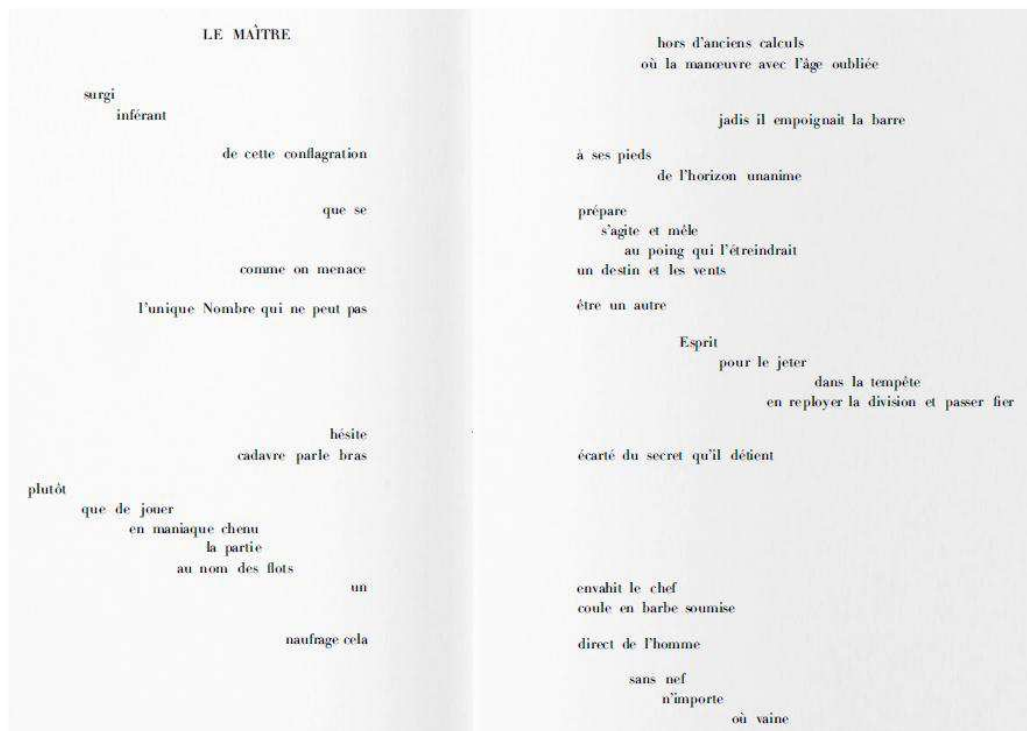 LE MAÎTRE
hors d'anciens calculs
où la manœuvre avec l'âge oubliée
surgi
inférant
jadis il empoignait la barre
de cette conflagration à ses pieds
de l'horizon unanime
que se prépare
s'agite et mêle
au poing qui l'étreindrait
comme on menace un destin et les vents
l'unique Nombre qui ne peut pas être un autre
Esprit
pour le jeter
dans la tempête
en reployer la division et passer fier
hésite
cadavre parle bras écarté du secret qu'il détient
plutôt
que de jouer
en maniaque chenu
la partie
au nom des flots
un envahit le chef
coule en barbe soumise
naufrage cela direct de l'homme
sans nef
n'importe
où vaine